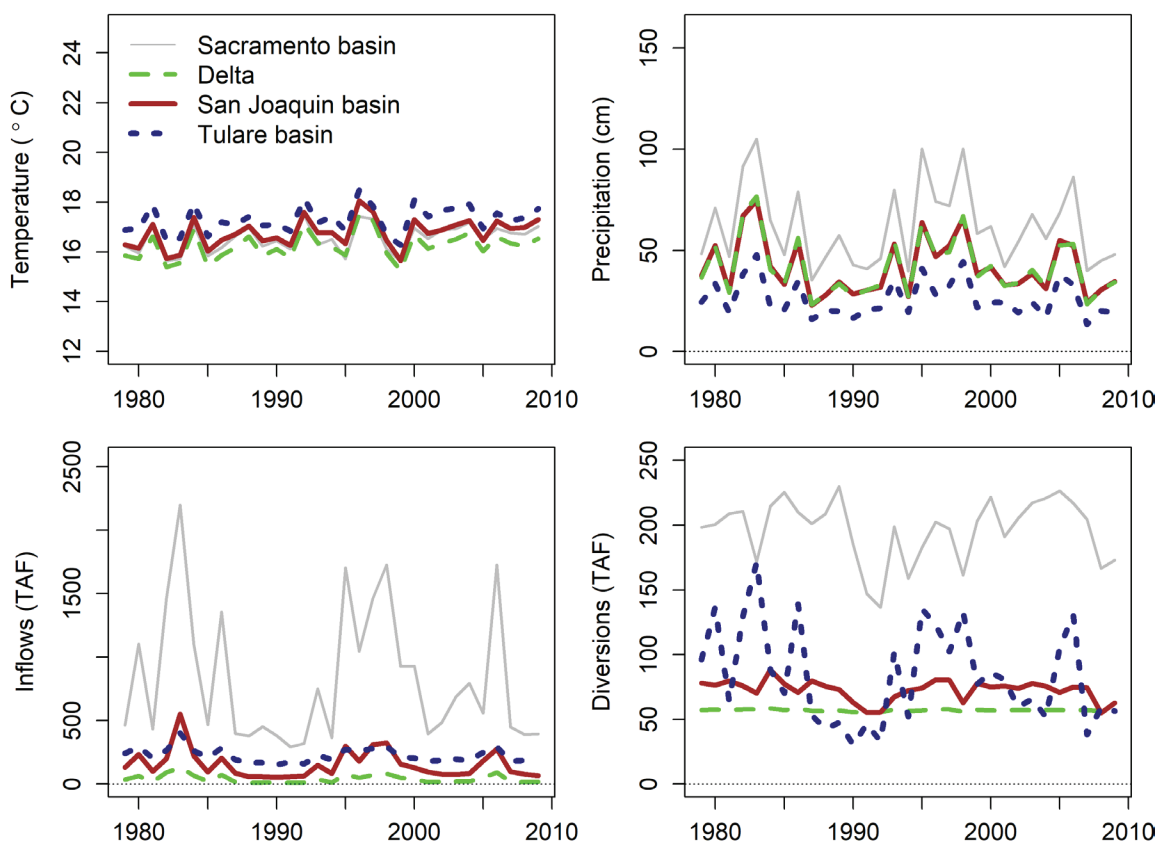 Temperature ( ° C)
24
22
20
18
16
14
12
Sacramento basin
Delta
San Joaquin basin
Tulare basin
1980 1990 2000 2010
Precipitation (cm)
150
100
50
0
1980 1990 2000 2010
Inflows (TAF)
2500
1500
500
0
1980 1990 2000 2010
Diversions (TAF)
250
200
150
100
50
0
1980 1990 2000 2010